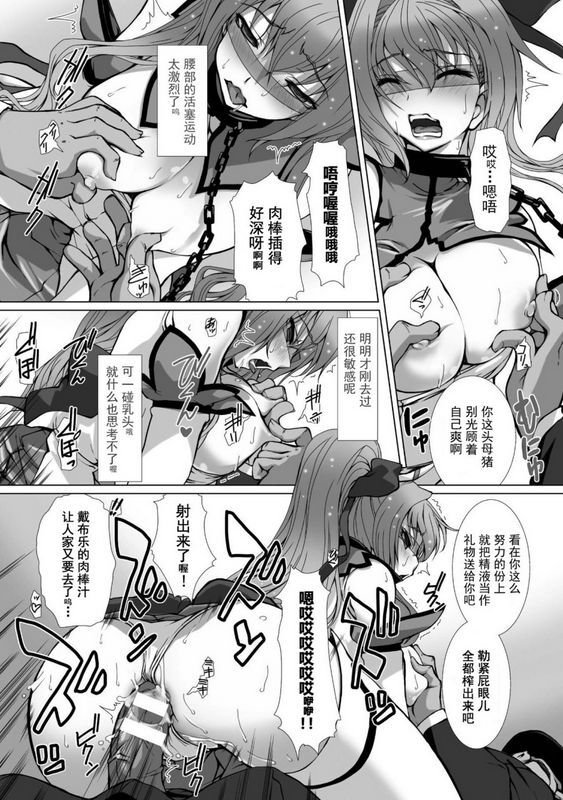 哎…
哎…嗯唔
腰部的活塞运动
太激烈了呜
唔哼喔喔哦哦哦
肉棒插得
好深呀啊啊
你这头母猪
别光顾着
自己爽啊
明明才刚去过
还很敏感呢
可一碰乳头哦
就什么也思考不了喔
看在你这么
努力的份上
就把精液当作
礼物送给你吧
勒紧屁眼儿
全都榨出来吧
射出来了喔！
嗯哎哎哎哎哎哎咿咿!!
戴布乐的肉棒汁
让人家又要去了呜…